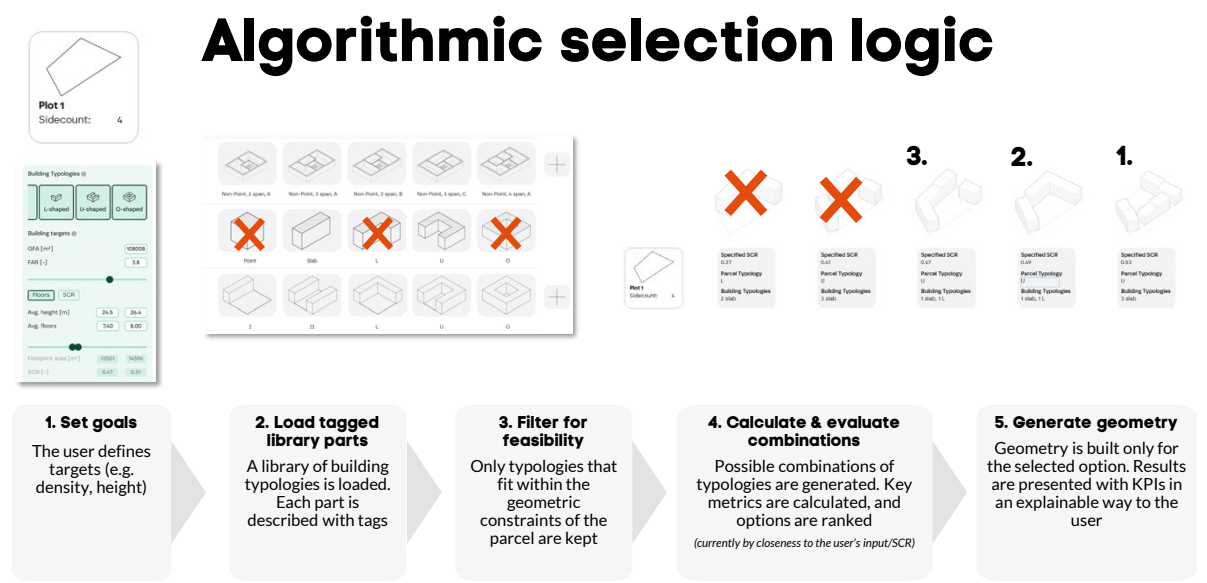 Algorithmic selection logic
Plot 1
Sidecount: 4
Building Typologies
L-shaped U-shaped O-shaped
Building targets
GFA [m²] 108008
FAR [-] 3.8
Floors SCR
Avg. height [m] 24.5 26.4
Avg. floors 7.40 8.00
Footprint area [m²] 13501 14596
SCR [-] 0.47 0.51
Non-Point, 2 span, A Non-Point, 3 span, A Non-Point, 3 span, B Non-Point, 3 span, C Non-Point, 4 span, A
Point Slab L U O
I II L U O
3. 2. 1.
Plot 1
Sidecount: 4
Specified SCR
0.37
Parcel Typology
L
Building Typologies
2 slab
Specified SCR
0.41
Parcel Typology
U
Building Typologies
3 slab
Specified SCR
0.47
Parcel Typology
U
Building Typologies
1 slab, 1 L
Specified SCR
0.49
Parcel Typology
U
Building Typologies
1 slab, 1 L
Specified SCR
0.53
Parcel Typology
U
Building Typologies
3 slab
1. Set goals
The user defines
targets (e.g.
density, height)
2. Load tagged
library parts
A library of building
typologies is loaded.
Each part is
described with tags
3. Filter for
feasibility
Only typologies that
fit within the
geometric
constraints of the
parcel are kept
4. Calculate & evaluate
combinations
Possible combinations of
typologies are generated. Key
metrics are calculated, and
options are ranked
(currently by closeness to the user's input/SCR)
5. Generate geometry
Geometry is built only for
the selected option. Results
are presented with KPIs in
an explainable way to the
user